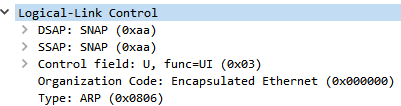 Logical-Link Control
DSAP: SNAP (0xaa)
SSAP: SNAP (0xaa)
Control field: U, func=UI (0x03)
Organization Code: Encapsulated Ethernet (0x000000)
Type: ARP (0x0806)